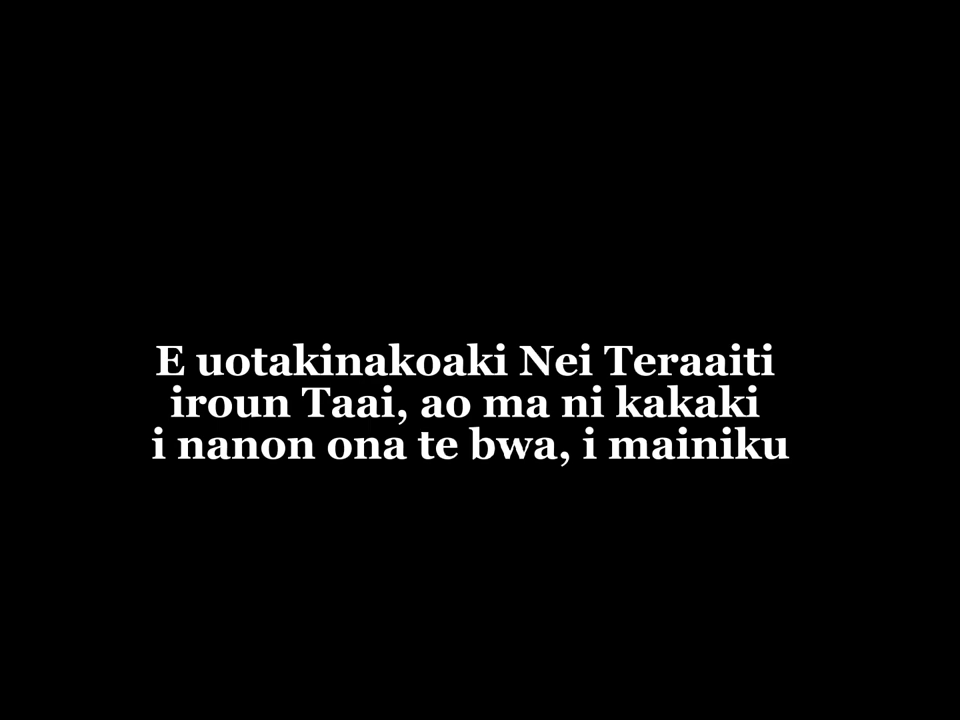 E uotakinakoaki Nei Teraaiti
iroun Taai, ao ma ni kakaki
i nanon ona te bwa, i mainiku